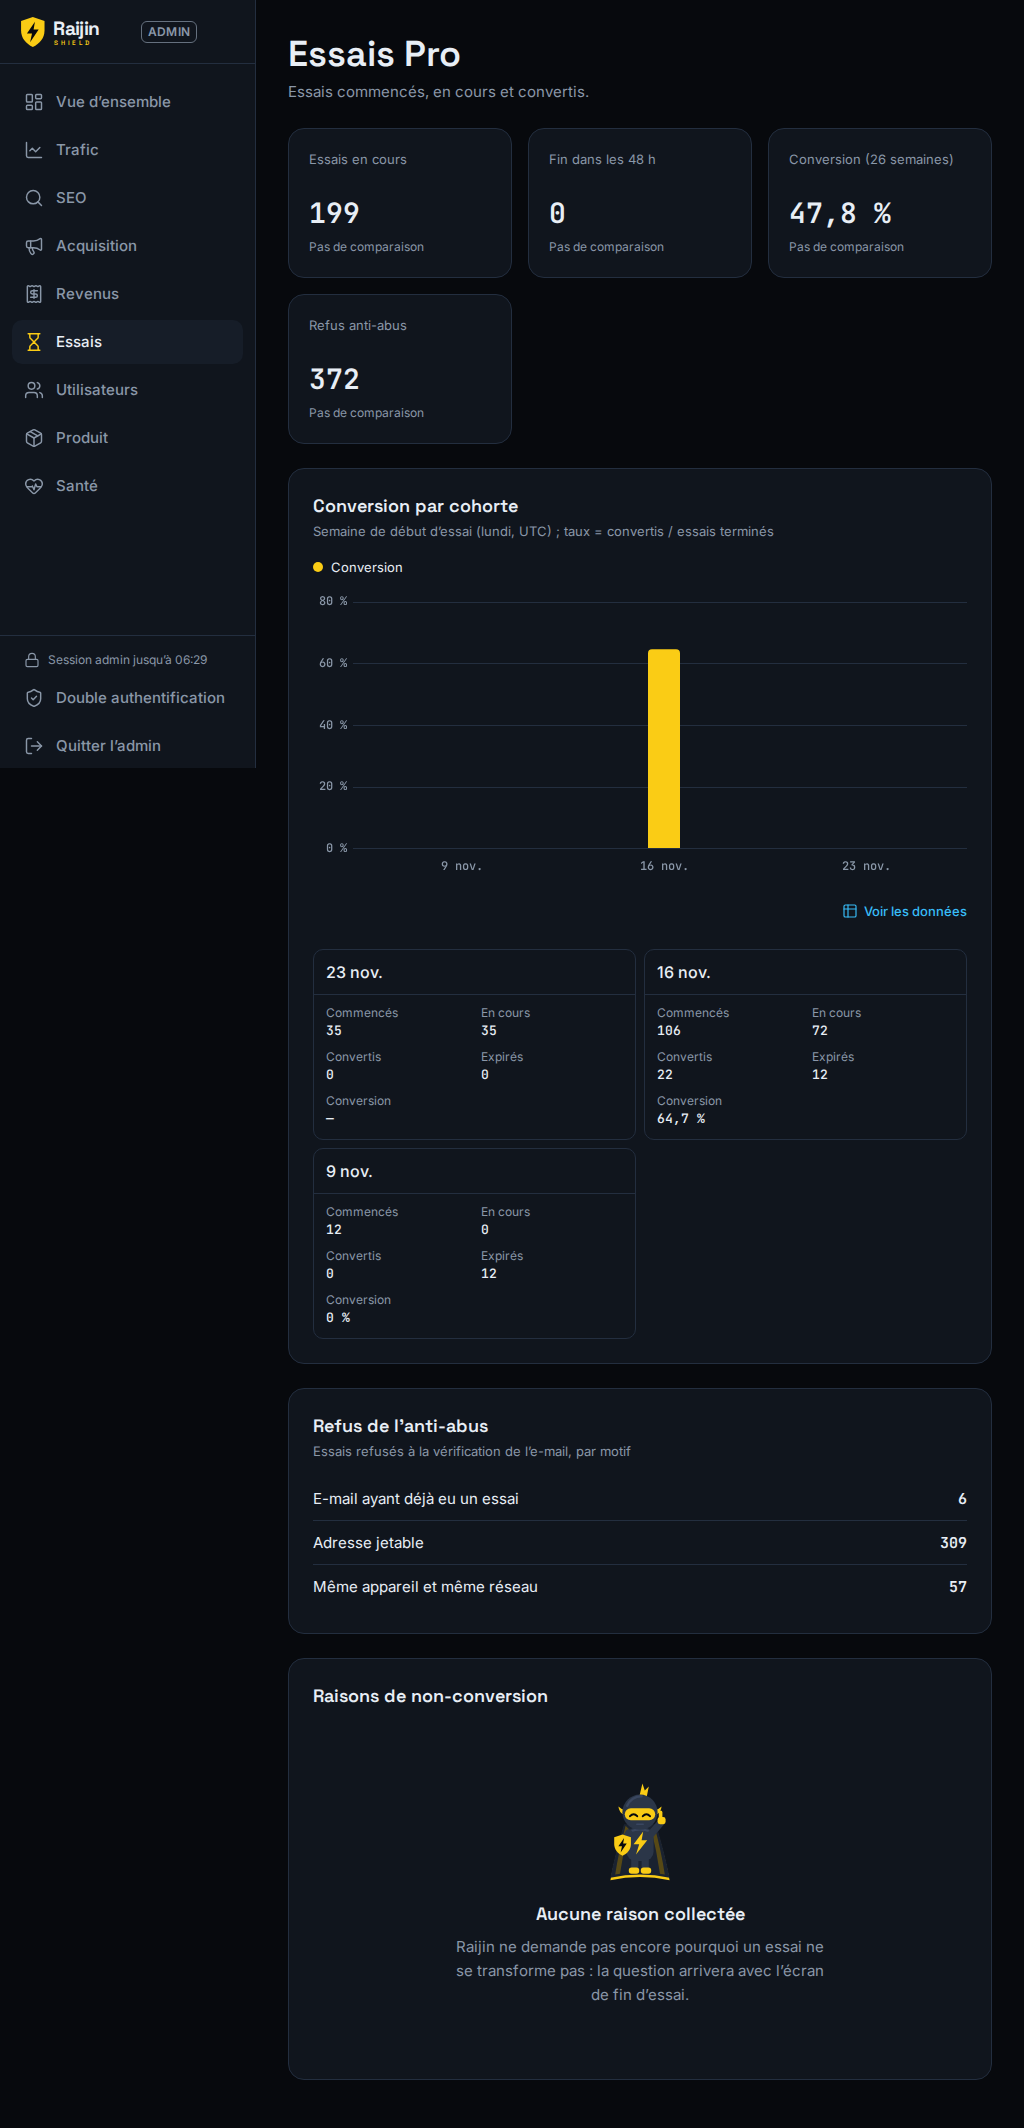 Raijin
SHIELD
ADMIN
Vue d’ensemble
Trafic
SEO
Acquisition
Revenus
Essais
Utilisateurs
Produit
Santé
Session admin jusqu’à 06:29
Double authentification
Quitter l’admin
Essais Pro
Essais commencés, en cours et convertis.
Essais en cours
199
Pas de comparaison
Fin dans les 48 h
0
Pas de comparaison
Conversion (26 semaines)
47,8 %
Pas de comparaison
Refus anti-abus
372
Pas de comparaison
Conversion par cohorte
Semaine de début d’essai (lundi, UTC) ; taux = convertis / essais terminés
Conversion
80 %
60 %
40 %
20 %
0 %
9 nov.
16 nov.
23 nov.
Voir les données
23 nov.
Commencés
35
En cours
35
Convertis
0
Expirés
0
Conversion
—
16 nov.
Commencés
106
En cours
72
Convertis
22
Expirés
12
Conversion
64,7 %
9 nov.
Commencés
12
En cours
0
Convertis
0
Expirés
12
Conversion
0 %
Refus de l’anti-abus
Essais refusés à la vérification de l’e-mail, par motif
E-mail ayant déjà eu un essai
6
Adresse jetable
309
Même appareil et même réseau
57
Raisons de non-conversion
Aucune raison collectée
Raijin ne demande pas encore pourquoi un essai ne
se transforme pas : la question arrivera avec l’écran
de fin d’essai.